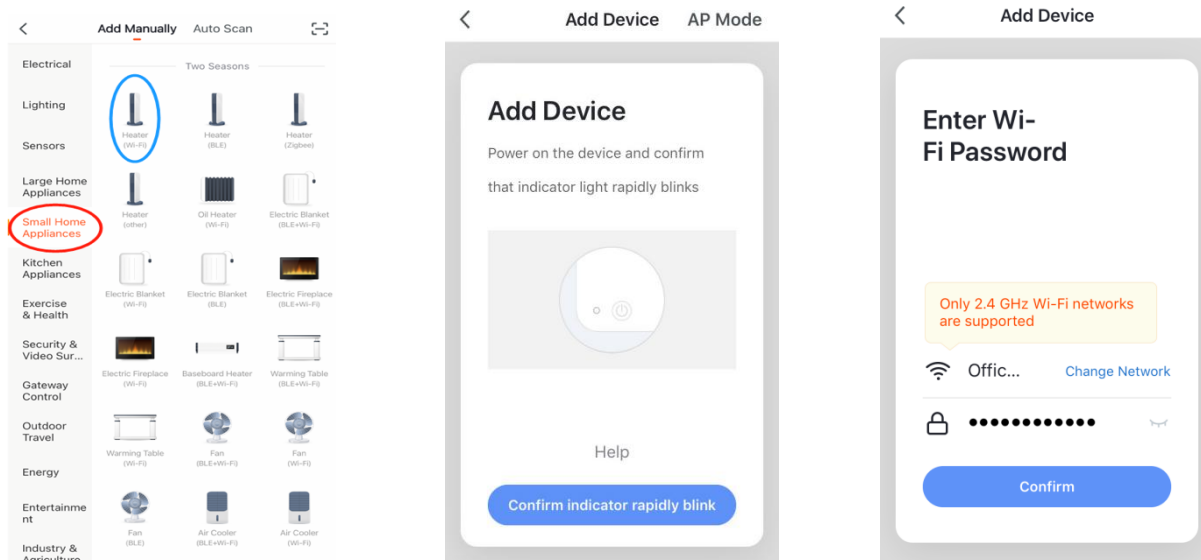 Add Manually Auto Scan
Electrical
Lighting
Sensors
Large Home
Appliances
Small Home
Appliances
Kitchen
Appliances
Exercise
& Health
Security &
Video Sur...
Gateway
Control
Outdoor
Travel
Energy
Entertainme
nt
Industry &
Agriculture
Two Seasons
Heater Heater Heater
(Wi-Fi) (BLE) (Zigbee)
Heater Oil Heater Electric Blanket
(other) (Wi-Fi) (BLE+Wi-Fi)
Electric Blanket Electric Blanket Electric Fireplace
(Wi-Fi) (BLE) (BLE+Wi-Fi)
Electric Fireplace Baseboard Heater Warming Table
(Wi-Fi) (BLE+Wi-Fi) (BLE+Wi-Fi)
Warming Table Fan Fan
(Wi-Fi) (BLE+Wi-Fi) (Wi-Fi)
Fan Air Cooler Air Cooler
(BLE) (BLE+Wi-Fi) (Wi-Fi)
Add Device AP Mode
Add Device
Power on the device and confirm
that indicator light rapidly blinks
Help
Confirm indicator rapidly blink
Add Device
Enter Wi-
Fi Password
Only 2.4 GHz Wi-Fi networks
are supported
Offic... Change Network
••••••••••••
Confirm